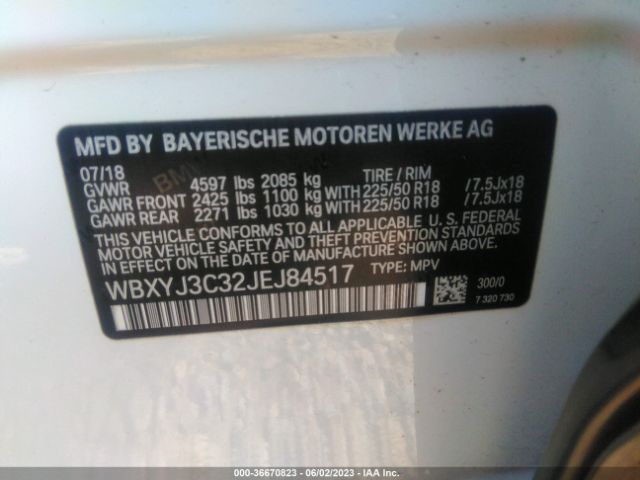 MFD BY BAYERISCHE MOTOREN WERKE AG
07/18 TIRE / RIM
GVWR 4597 lbs 2085 kg
GAWR FRONT 2425 lbs 1100 kg WITH 225/50 R18 /7.5Jx18
GAWR REAR 2271 lbs 1030 kg WITH 225/50 R18 /7.5Jx18
THIS VEHICLE CONFORMS TO ALL APPLICABLE U.S. FEDERAL
MOTOR VEHICLE SAFETY, BUMPER AND THEFT PREVENTION STANDARDS
IN EFFECT ON THE DATE OF MANUFACTURE SHOWN ABOVE.
WBXYJ3C32JEJ84517 TYPE: MPV
300/0
7 320 730
000-36670823 - 06/02/2023 - IAA Inc.